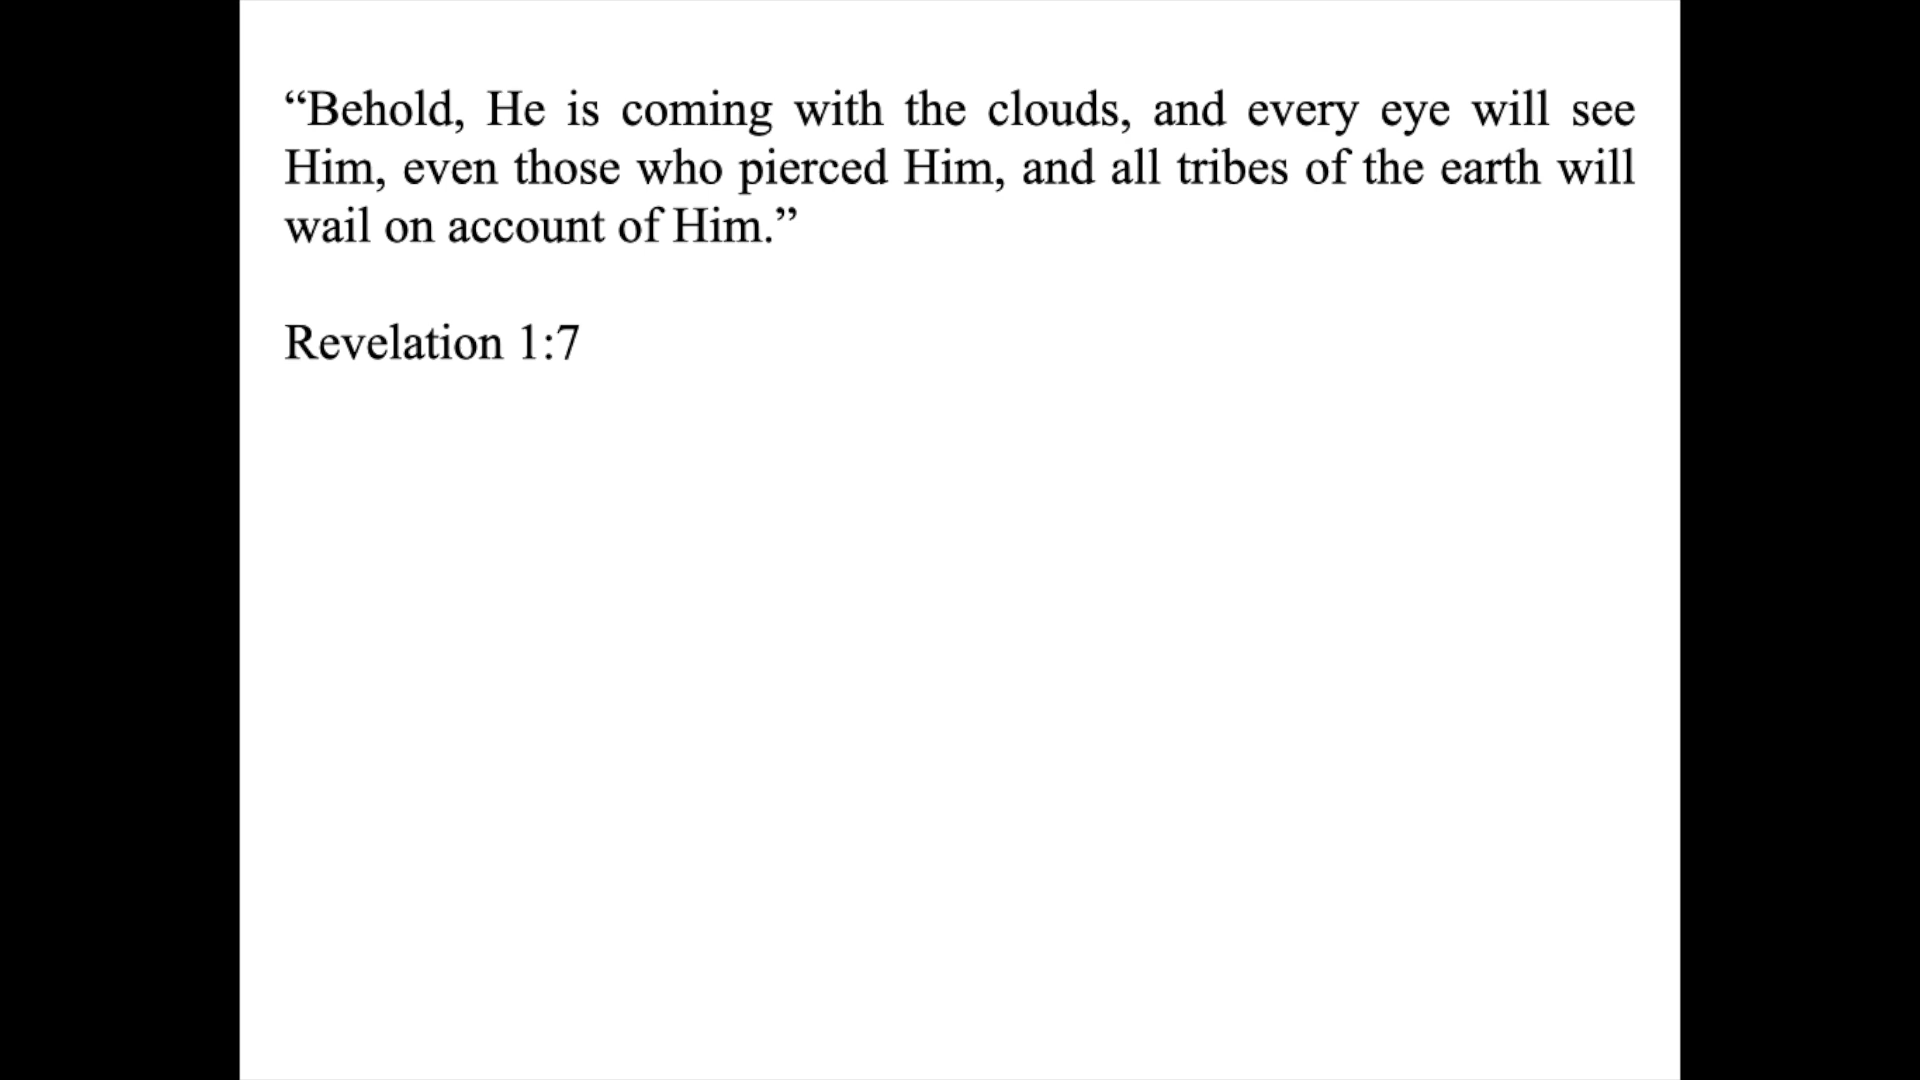 “Behold, He is coming with the clouds, and every eye will see
Him, even those who pierced Him, and all tribes of the earth will
wail on account of Him.”
Revelation 1:7